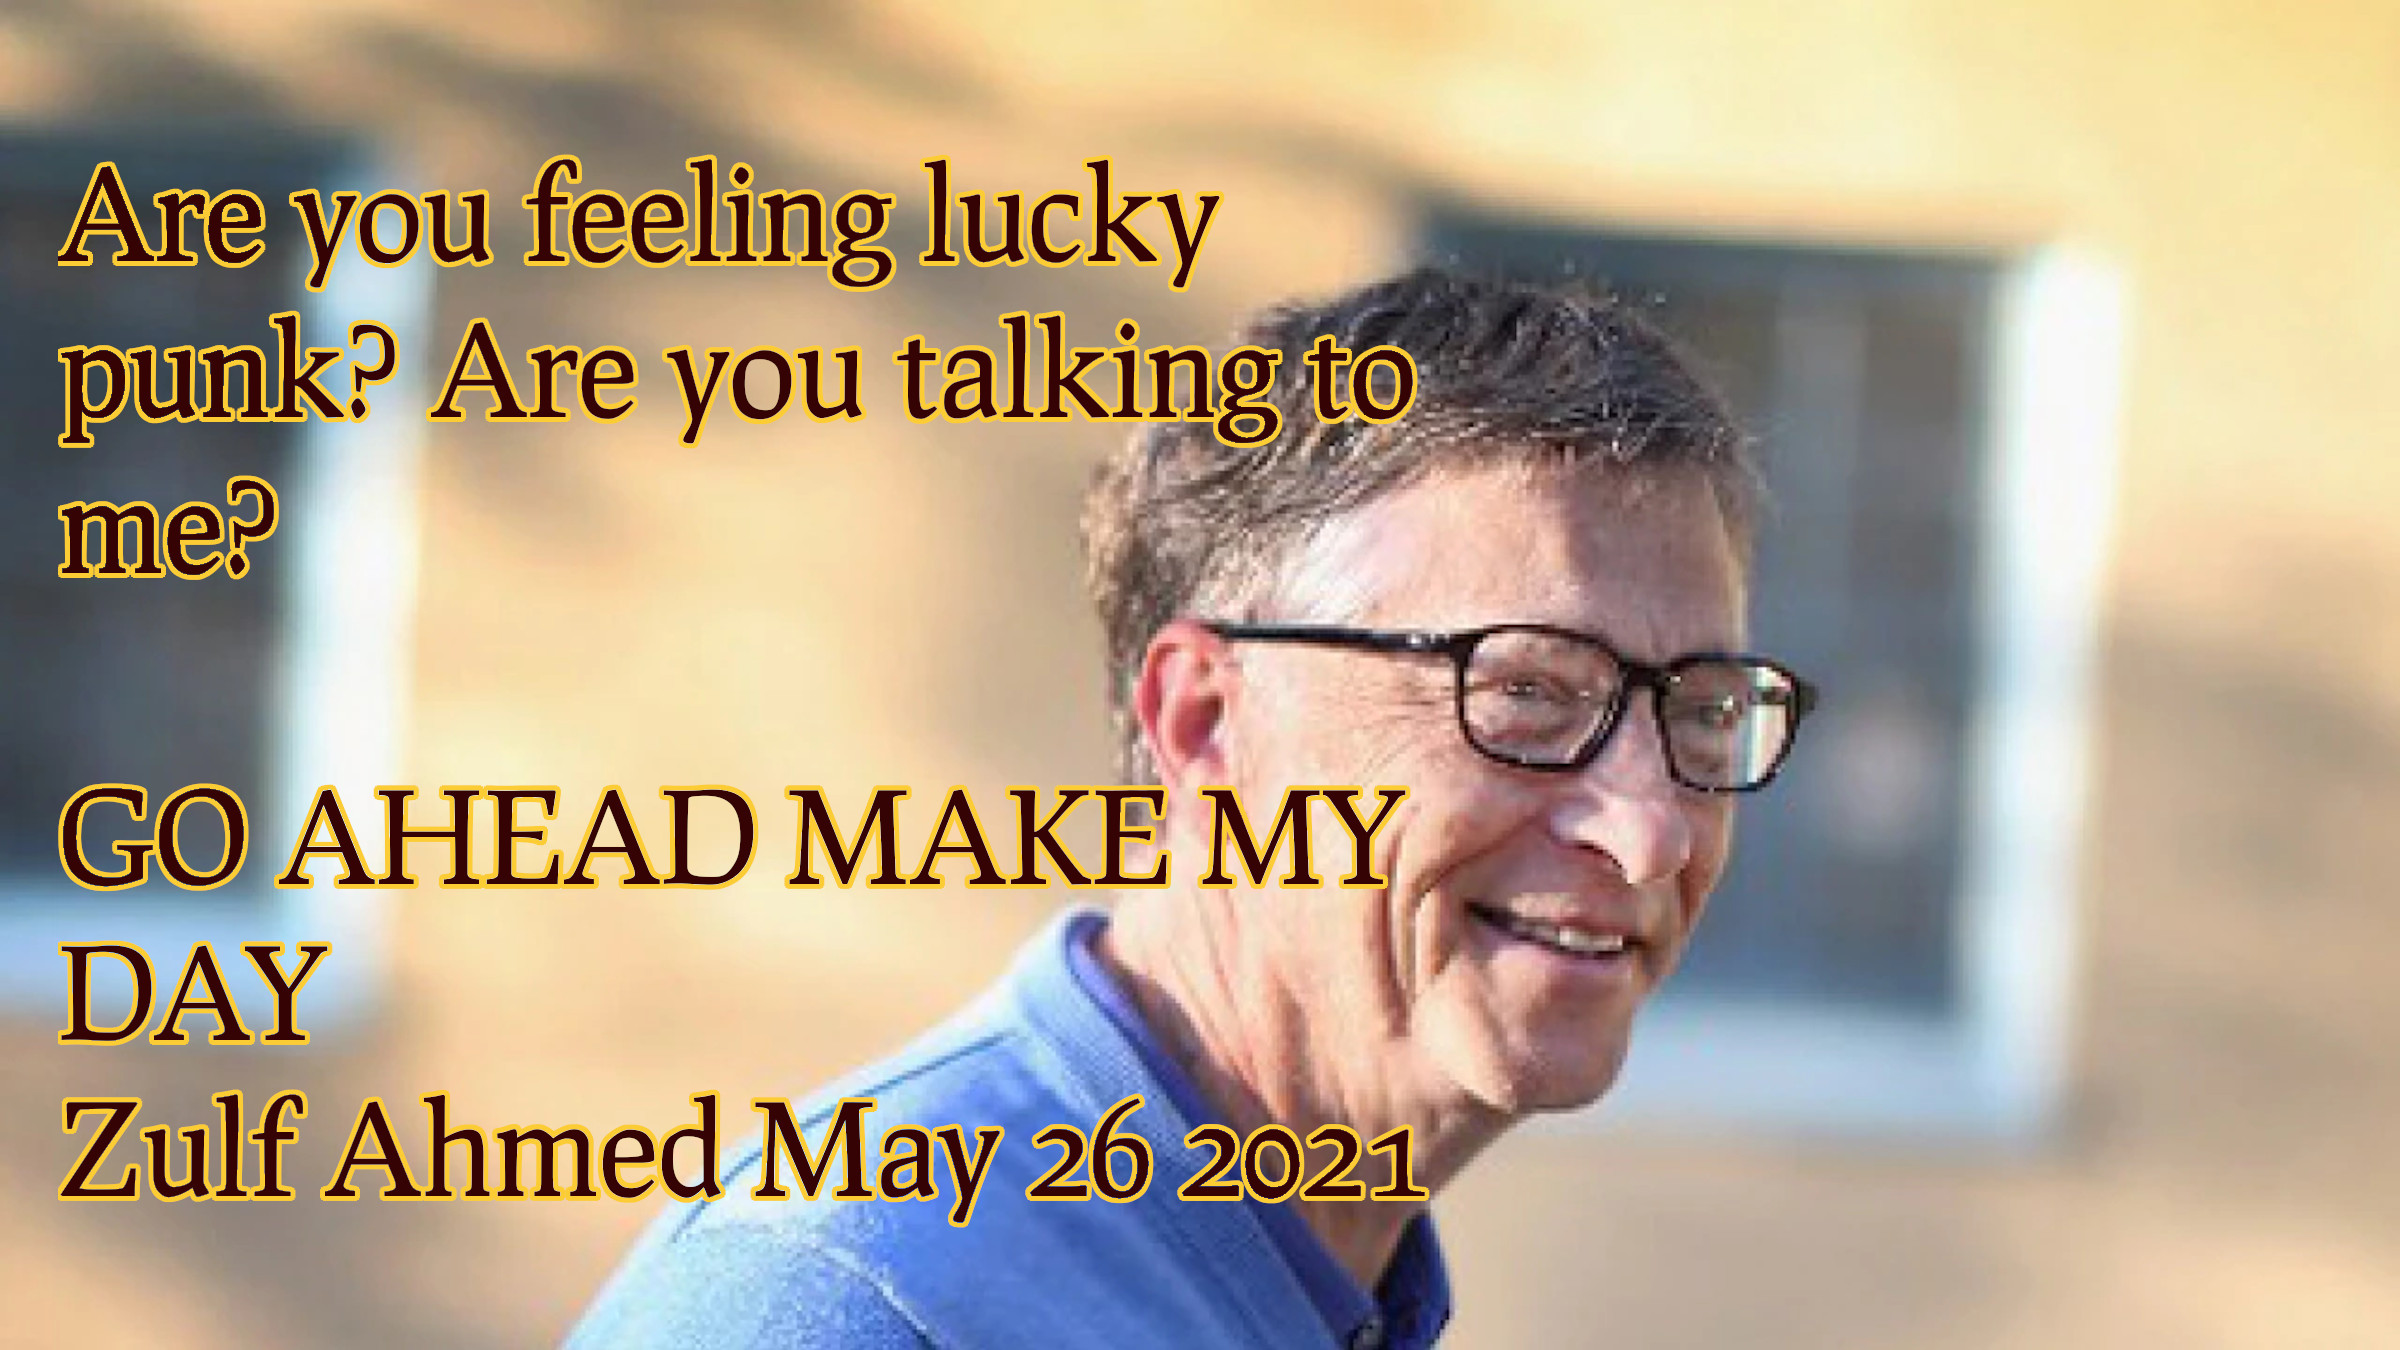 Are you feeling lucky
punk? Are you talking to
me?
GO AHEAD MAKE MY
DAY
Zulf Ahmed May 26 2021